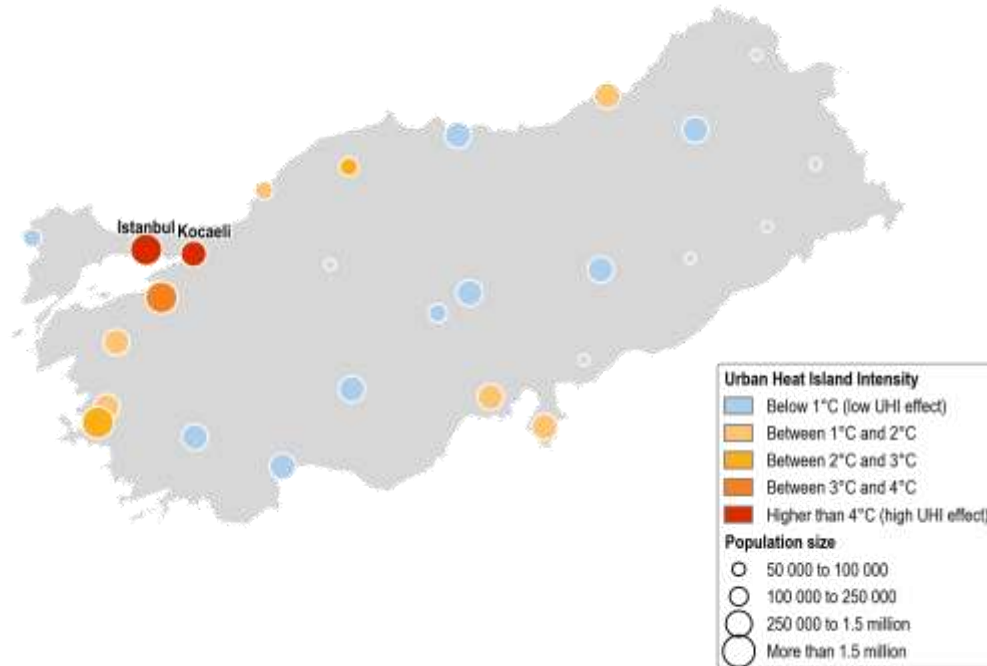 Istanbul
Kocaeli
Urban Heat Island Intensity
Below 1°C (low UHI effect)
Between 1°C and 2°C
Between 2°C and 3°C
Between 3°C and 4°C
Higher than 4°C (high UHI effect)
Population size
50 000 to 100 000
100 000 to 250 000
250 000 to 1.5 million
More than 1.5 million